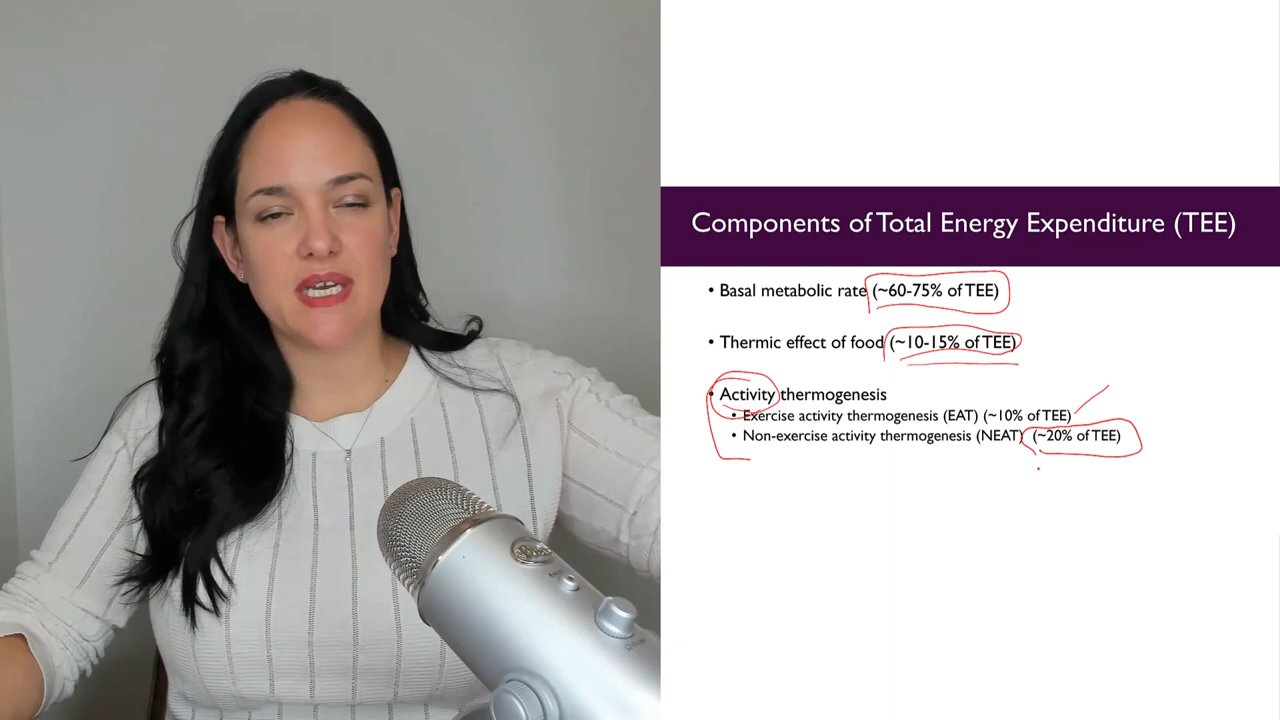 Components of Total Energy Expenditure (TEE)
• Basal metabolic rate (~60-75% of TEE)
• Thermic effect of food (~10-15% of TEE)
• Activity thermogenesis
• Exercise activity thermogenesis (EAT) (~10% of TEE)
• Non-exercise activity thermogenesis (NEAT) (~20% of TEE)